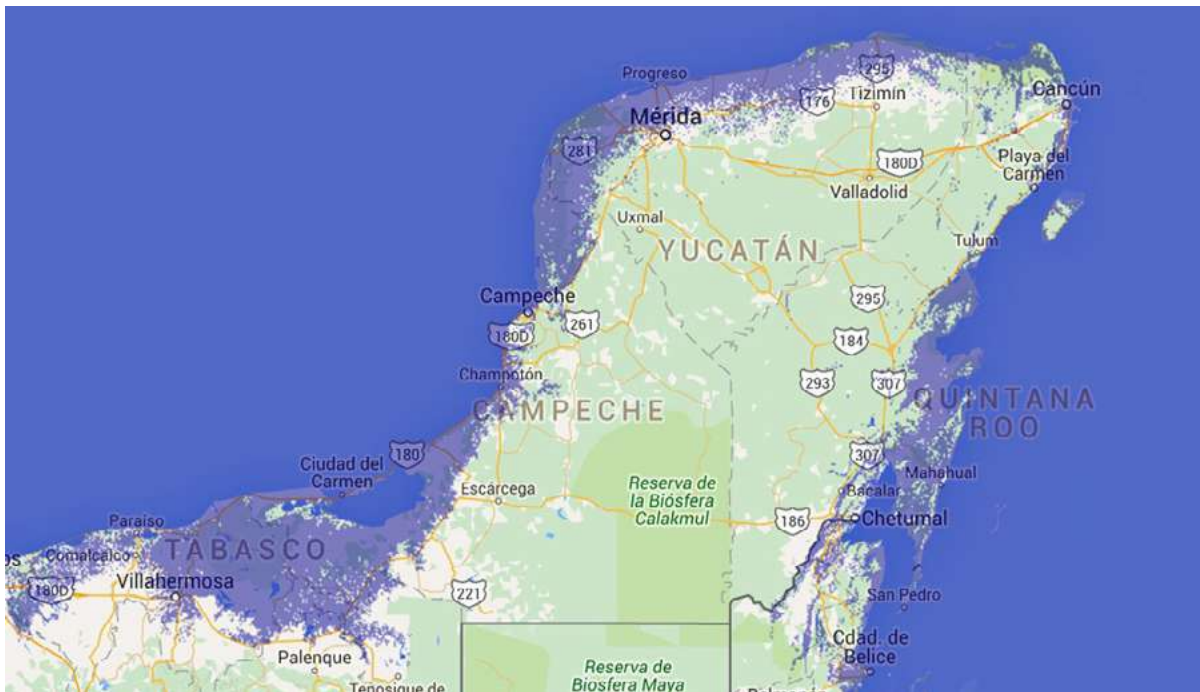 Progreso
295
Cancún
176
Tizimín
Mérida
281
180D
Playa del
Carmen
Valladolid
Uxmal
YUCATÁN
Tulum
Campeche
295
180D
261
184
Champotón
293
307
CAMPECHE
QUINTANA
ROO
180
307
Ciudad del
Carmen
Mahahual
Escárcega
Reserva de
la Biósfera
Calakmul
Bacalar
Paraíso
186
Chetumal
TABASCO
Comalcalco
os
180D
Villahermosa
221
San Pedro
Cdad. de
Belice
Palenque
Reserva de
Biosfera Maya
Tenosique de